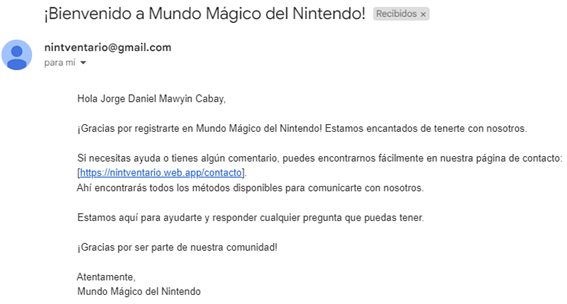 ¡Bienvenido a Mundo Mágico del Nintendo! Recibidos ×
nintventario@gmail.com
para mí
Hola Jorge Daniel Mawyin Cabay,
¡Gracias por registrarte en Mundo Mágico del Nintendo! Estamos encantados de tenerte con nosotros.
Si necesitas ayuda o tienes algún comentario, puedes encontrarnos fácilmente en nuestra página de contacto:
[https://nintventario.web.app/contacto].
Ahí encontrarás todos los métodos disponibles para comunicarte con nosotros.
Estamos aquí para ayudarte y responder cualquier pregunta que puedas tener.
¡Gracias por ser parte de nuestra comunidad!
Atentamente,
Mundo Mágico del Nintendo